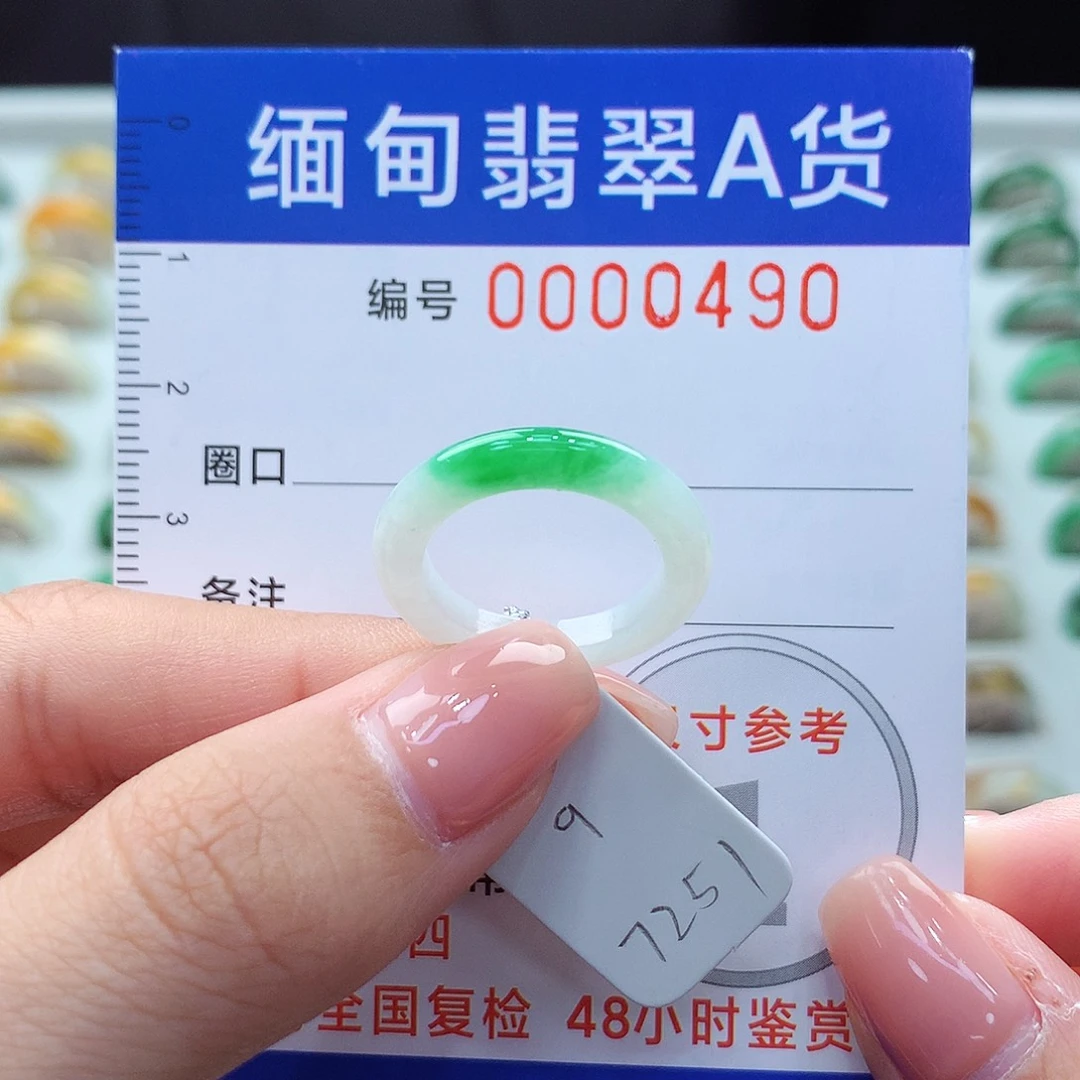 缅甸翡翠A货
编号 0000490
0
1
2
3
圈口
备注
寸参考
9
7251
四
全国复检 48小时鉴赏